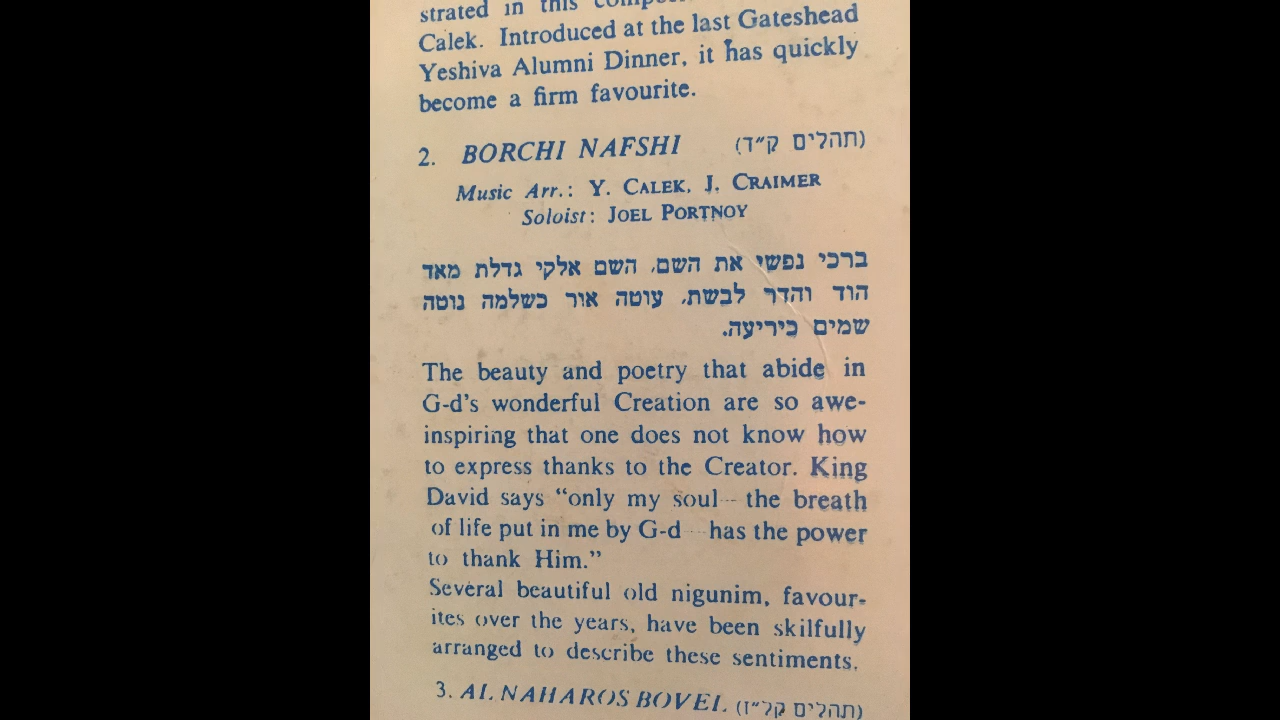 strated in this
Calek. Introduced at the last Gateshead
Yeshiva Alumni Dinner, it has quickly
become a firm favourite.
2. BORCHI NAFSHI (תהלים ק״ד)
Music Arr.: Y. CALEK, J. CRAIMER
Soloist: JOEL PORTNOY
ברכי נפשי את השם, השם אלקי גדלת מאד
הוד והדר לבשת, עוטה אור כשלמה נוטה
שמים כיריעה.
The beauty and poetry that abide in
G-d's wonderful Creation are so awe-
inspiring that one does not know how
to express thanks to the Creator. King
David says “only my soul—the breath
of life put in me by G-d—has the power
to thank Him.”
Several beautiful old nigunim, favour-
ites over the years, have been skilfully
arranged to describe these sentiments.
3. AL NAHAROS BOVEL (תהלים קל״ז)